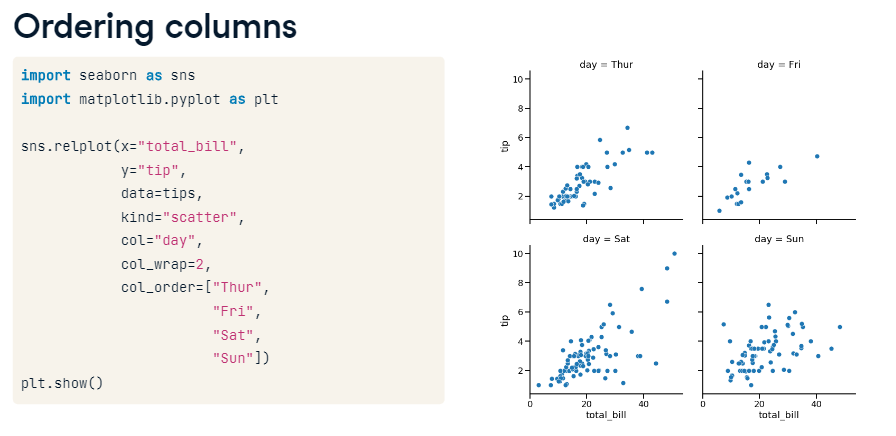 Ordering columns
import seaborn as sns
import matplotlib.pyplot as plt
sns.relplot(x="total_bill",
y="tip",
data=tips,
kind="scatter",
col="day",
col_wrap=2,
col_order=["Thur",
"Fri",
"Sat",
"Sun"])
plt.show()
day = Thur
day = Fri
10
8
6
4
2
tip
day = Sat
day = Sun
10
8
6
4
2
tip
0
20
40
0
20
40
total_bill
total_bill